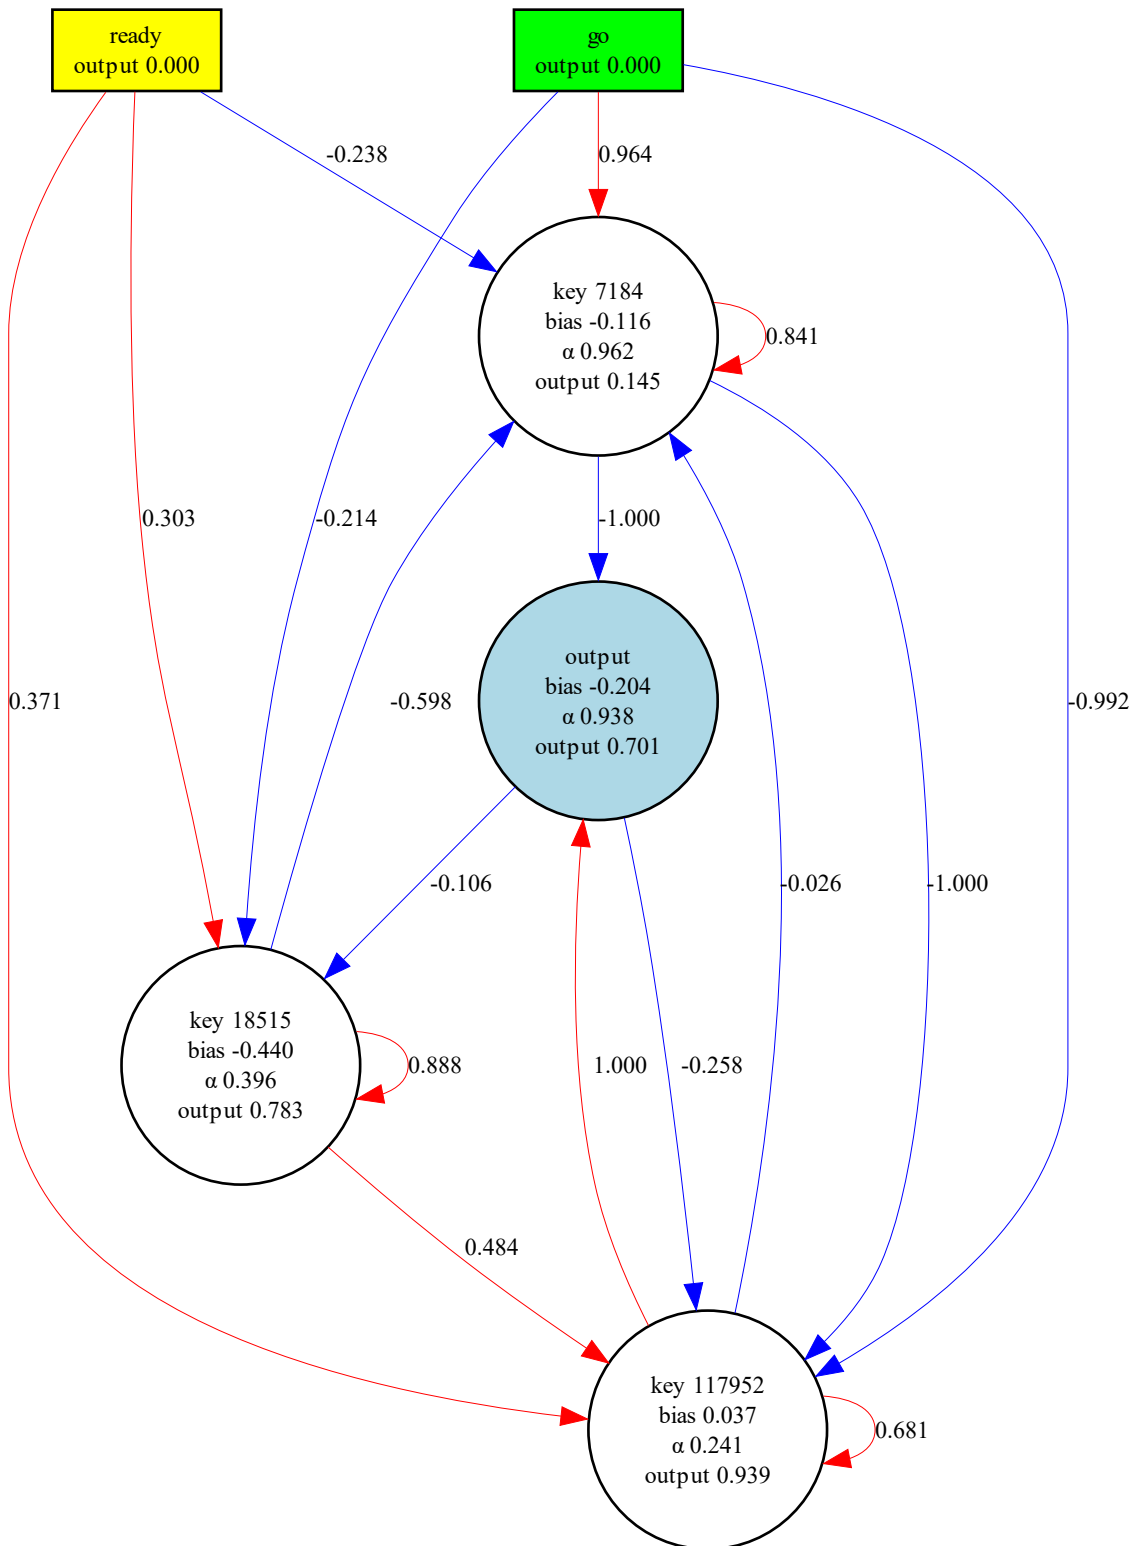 ready
output 0.000
go
output 0.000
-0.238
0.964
key 7184
bias -0.116
α 0.962
output 0.145
0.841
0.303
-0.214
-1.000
0.371
-0.598
output
bias -0.204
α 0.938
output 0.701
-0.992
-0.106
-0.026
-1.000
key 18515
bias -0.440
α 0.396
output 0.783
0.888
1.000
-0.258
0.484
key 117952
bias 0.037
α 0.241
output 0.939
0.681